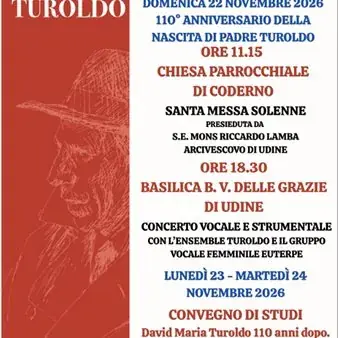 TUROLDO
DOMENICA 22 NOVEMBRE 2026
110° ANNIVERSARIO DELLA
NASCITA DI PADRE TUROLDO
ORE 11.15
CHIESA PARROCCHIALE
DI CODERNO
SANTA MESSA SOLENNE
PRESIEDUTA DA
S.E. MONS RICCARDO LAMBA
ARCIVESCOVO DI UDINE
ORE 18.30
BASILICA B. V. DELLE GRAZIE
DI UDINE
CONCERTO VOCALE E STRUMENTALE
CON L'ENSEMBLE TUROLDO E IL GRUPPO
VOCALE FEMMINILE EUTERPE
LUNEDÌ 23 - MARTEDÌ 24
NOVEMBRE 2026
CONVEGNO DI STUDI
David Maria Turoldo 110 anni dopo.